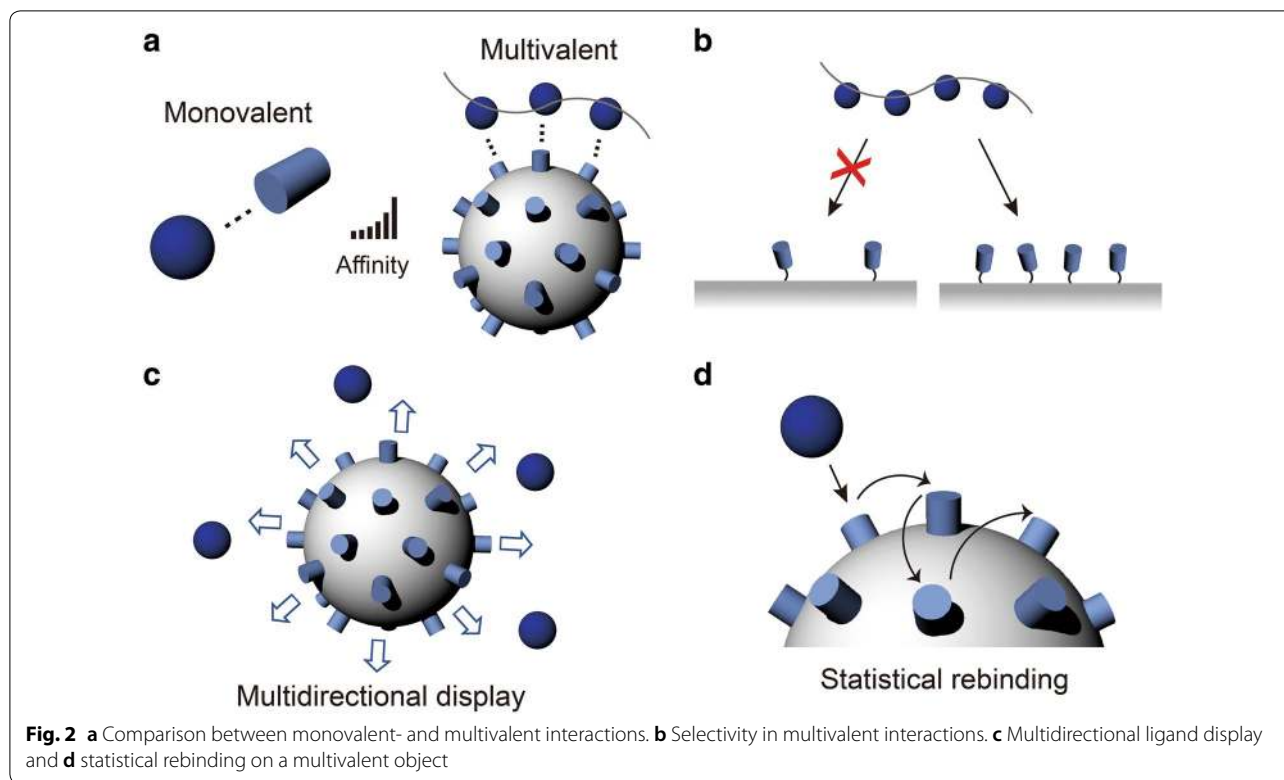 a
Multivalent
Monovalent
Affinity
b
c
Multidirectional display
d
Statistical rebinding
Fig. 2 a Comparison between monovalent- and multivalent interactions. b Selectivity in multivalent interactions. c Multidirectional ligand display
and d statistical rebinding on a multivalent object